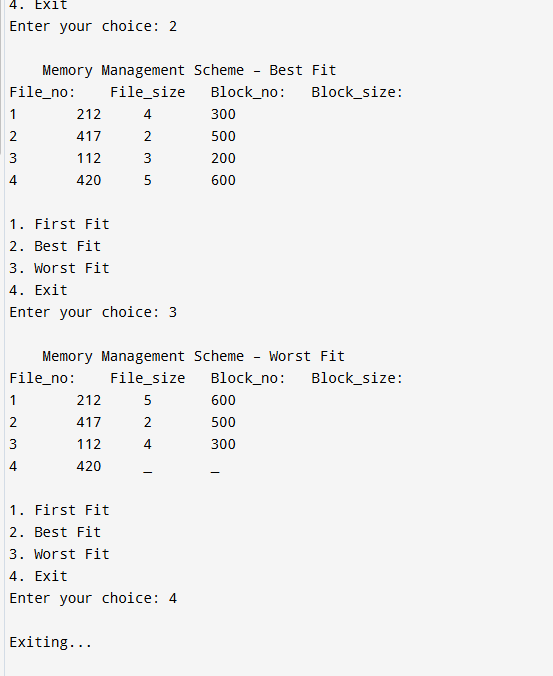 4. Exit
Enter your choice: 2
Memory Management Scheme – Best Fit
File_no: File_size Block_no: Block_size:
1 212 4 300
2 417 2 500
3 112 3 200
4 420 5 600
1. First Fit
2. Best Fit
3. Worst Fit
4. Exit
Enter your choice: 3
Memory Management Scheme – Worst Fit
File_no: File_size Block_no: Block_size:
1 212 5 600
2 417 2 500
3 112 4 300
4 420 _ _
1. First Fit
2. Best Fit
3. Worst Fit
4. Exit
Enter your choice: 4
Exiting...